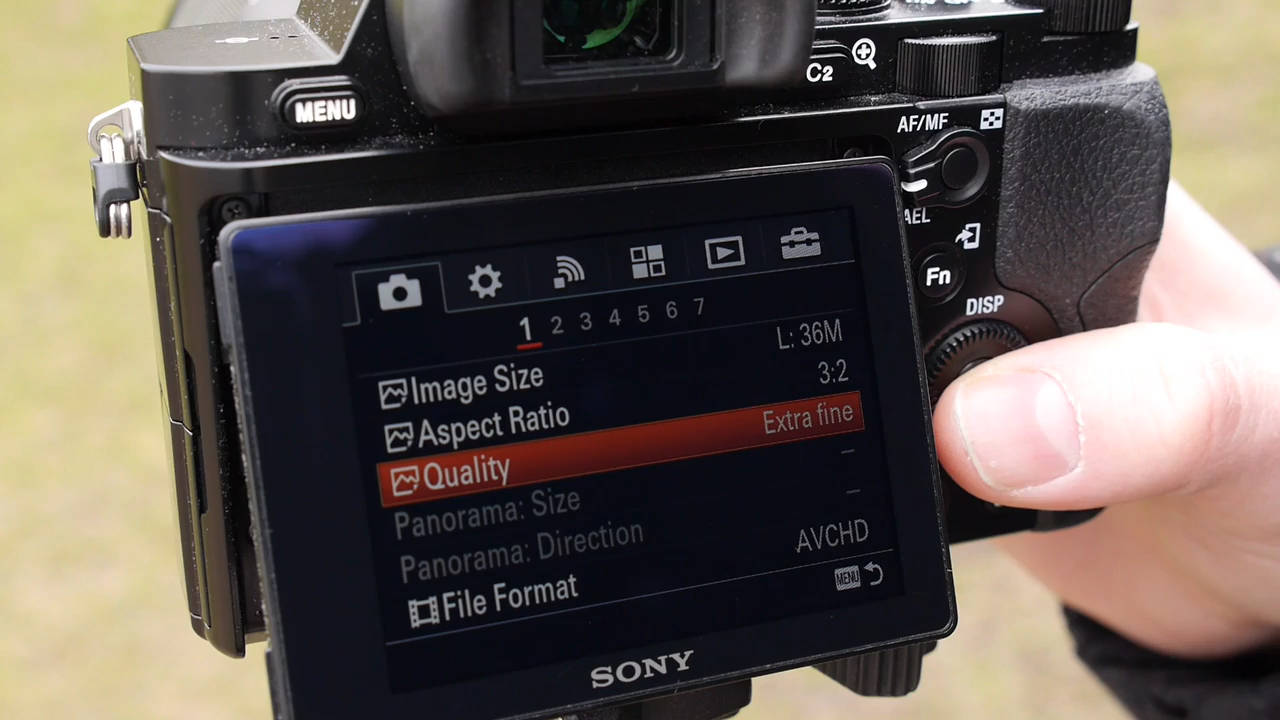 C2
MENU
AF/MF
AEL
Fn
DISP
1 2 3 4 5 6 7
Image Size L: 36M
Aspect Ratio 3:2
Quality Extra fine
Panorama: Size –
Panorama: Direction –
File Format AVCHD
MENU
SONY